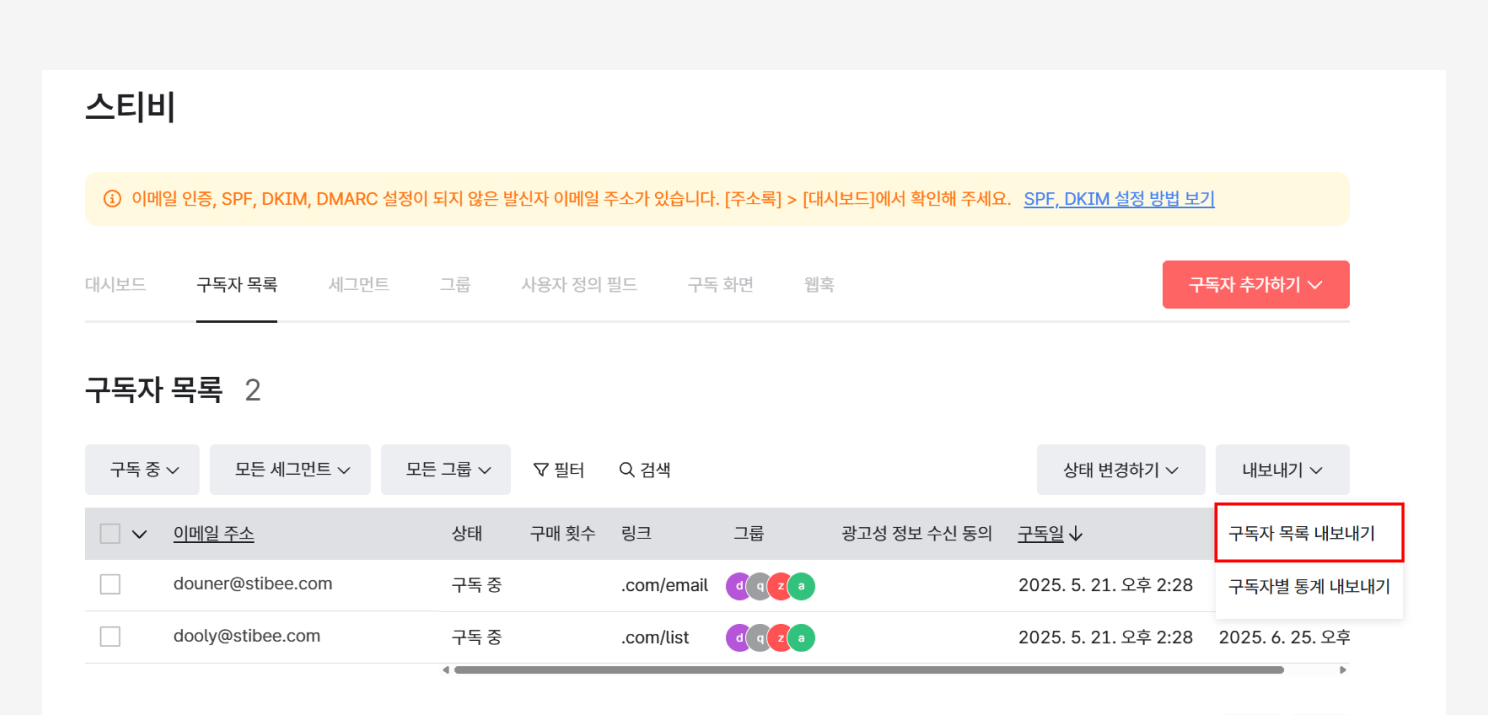 스티비
이메일 인증, SPF, DKIM, DMARC 설정이 되지 않은 발신자 이메일 주소가 있습니다. [주소록] > [대시보드]에서 확인해 주세요. SPF, DKIM 설정 방법 보기
대시보드 구독자 목록 세그먼트 그룹 사용자 정의 필드 구독 화면 웹훅 구독자 추가하기
구독자 목록 2
구독 중 모든 세그먼트 모든 그룹 필터 검색 상태 변경하기 내보내기
이메일 주소 상태 구매 횟수 링크 그룹 광고성 정보 수신 동의 구독일↓ 구독자 목록 내보내기
douner@stibee.com 구독 중 .com/email d q z a 2025. 5. 21. 오후 2:28 구독자별 통계 내보내기
dooly@stibee.com 구독 중 .com/list d q z a 2025. 5. 21. 오후 2:28 2025. 6. 25. 오후